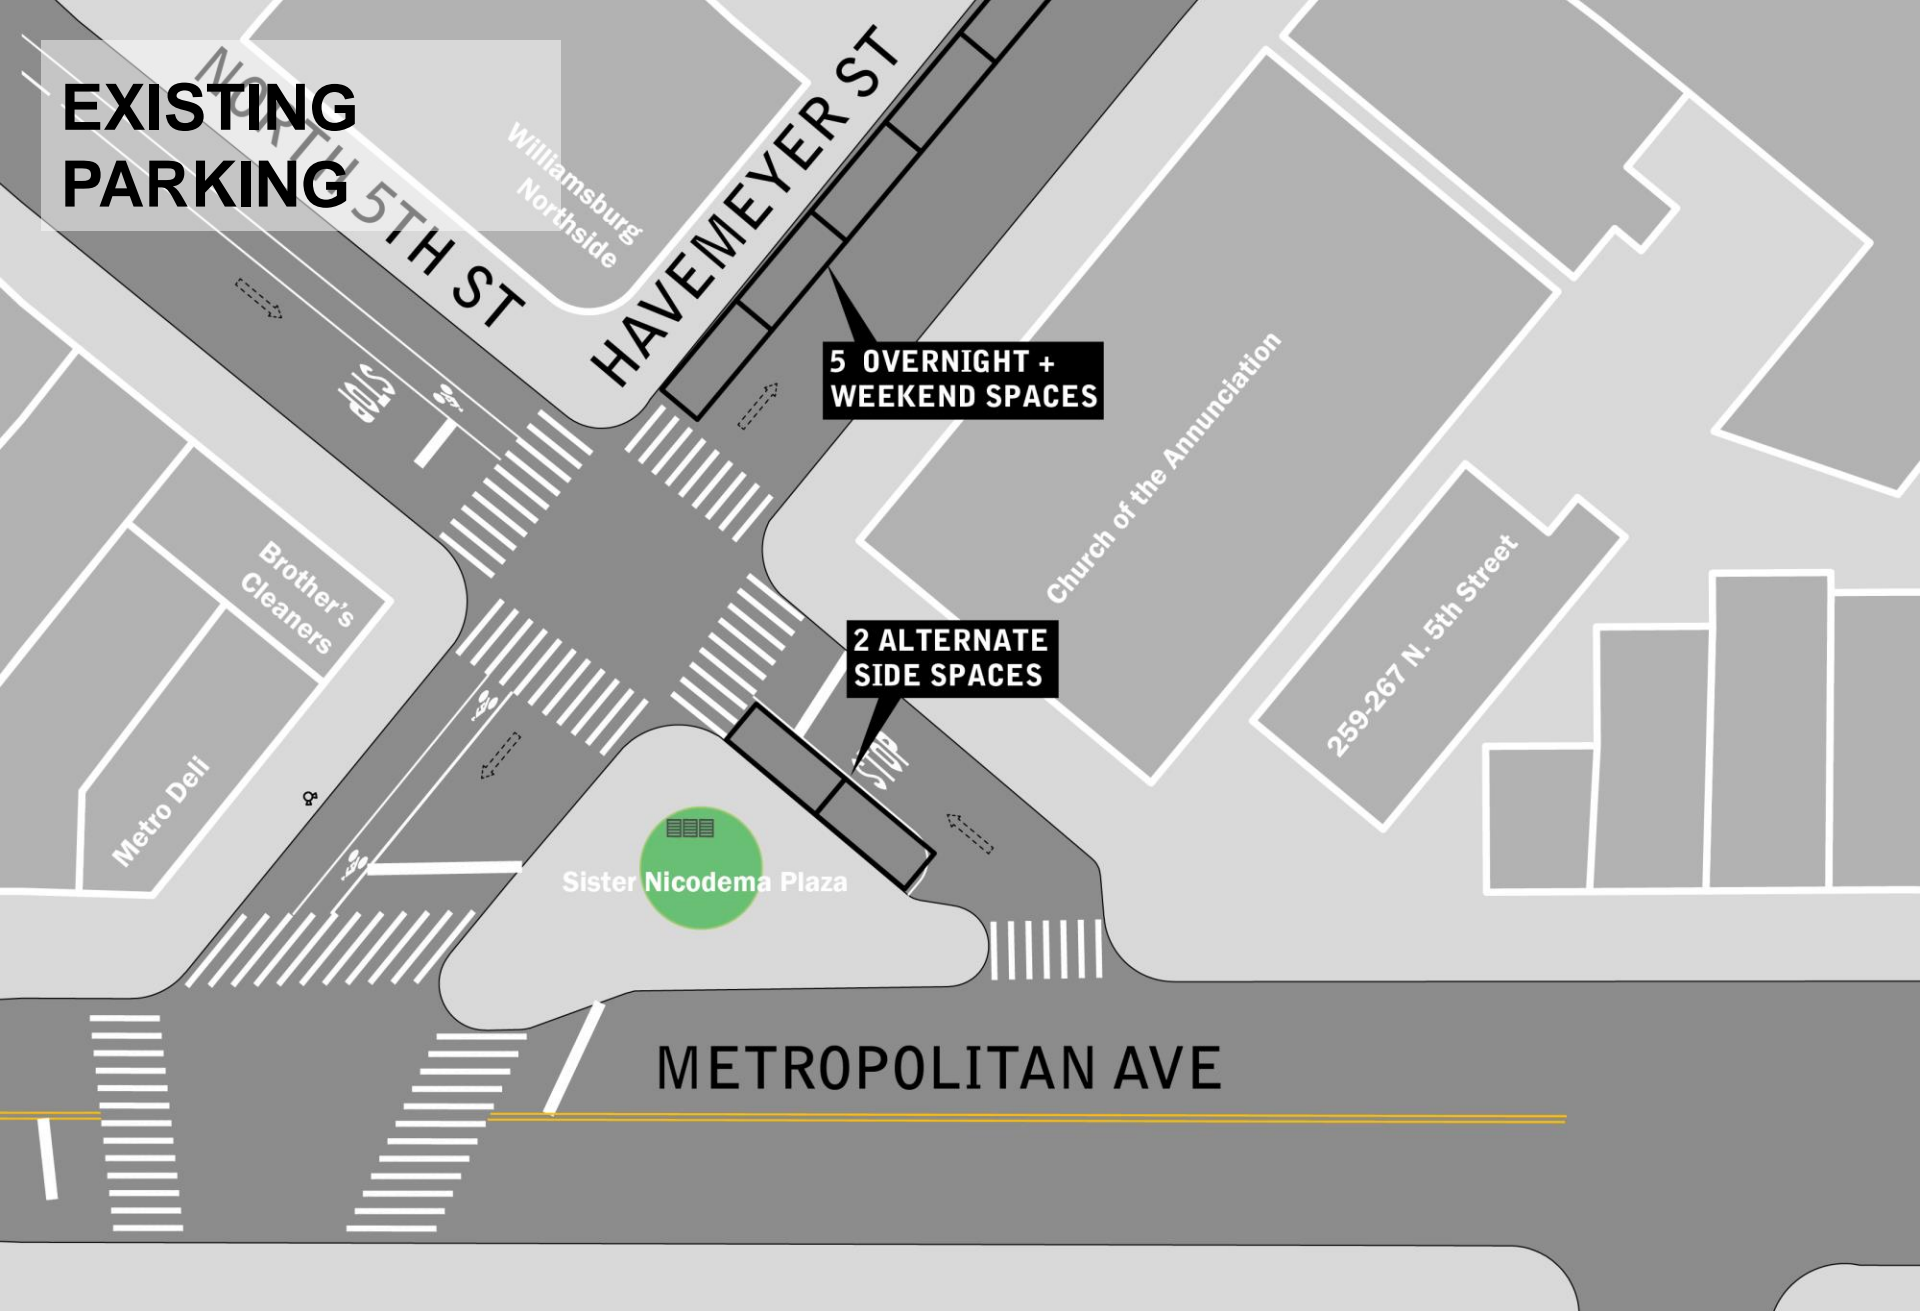 EXISTING
PARKING
NORTH 5TH ST
Williamsburg
Northside
HAVEMEYER ST
5 OVERNIGHT +
WEEKEND SPACES
STOP
Church of the Annunciation
Brother's
Cleaners
2 ALTERNATE
SIDE SPACES
259-267 N. 5th Street
STOP
Metro Deli
Sister Nicodema Plaza
METROPOLITAN AVE